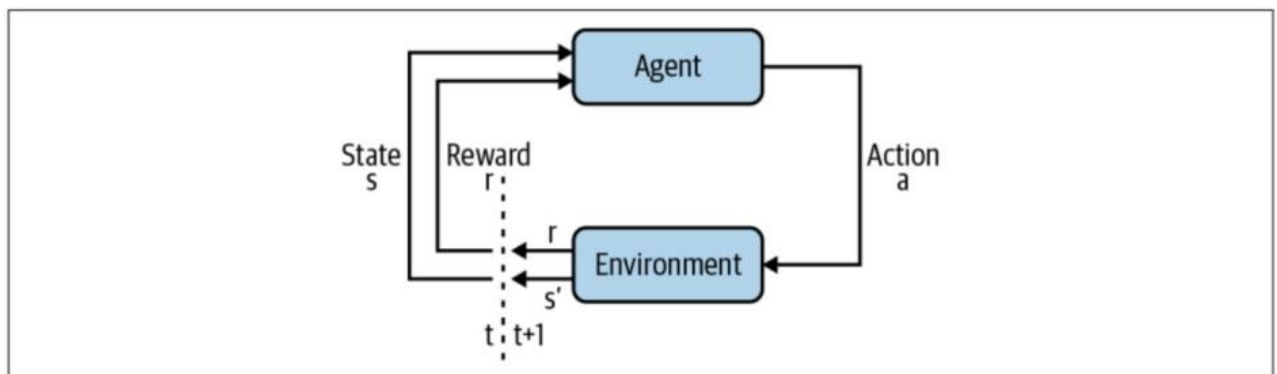 Agent
State
s
Reward
r
Action
a
r
Environment
s'
t t+1